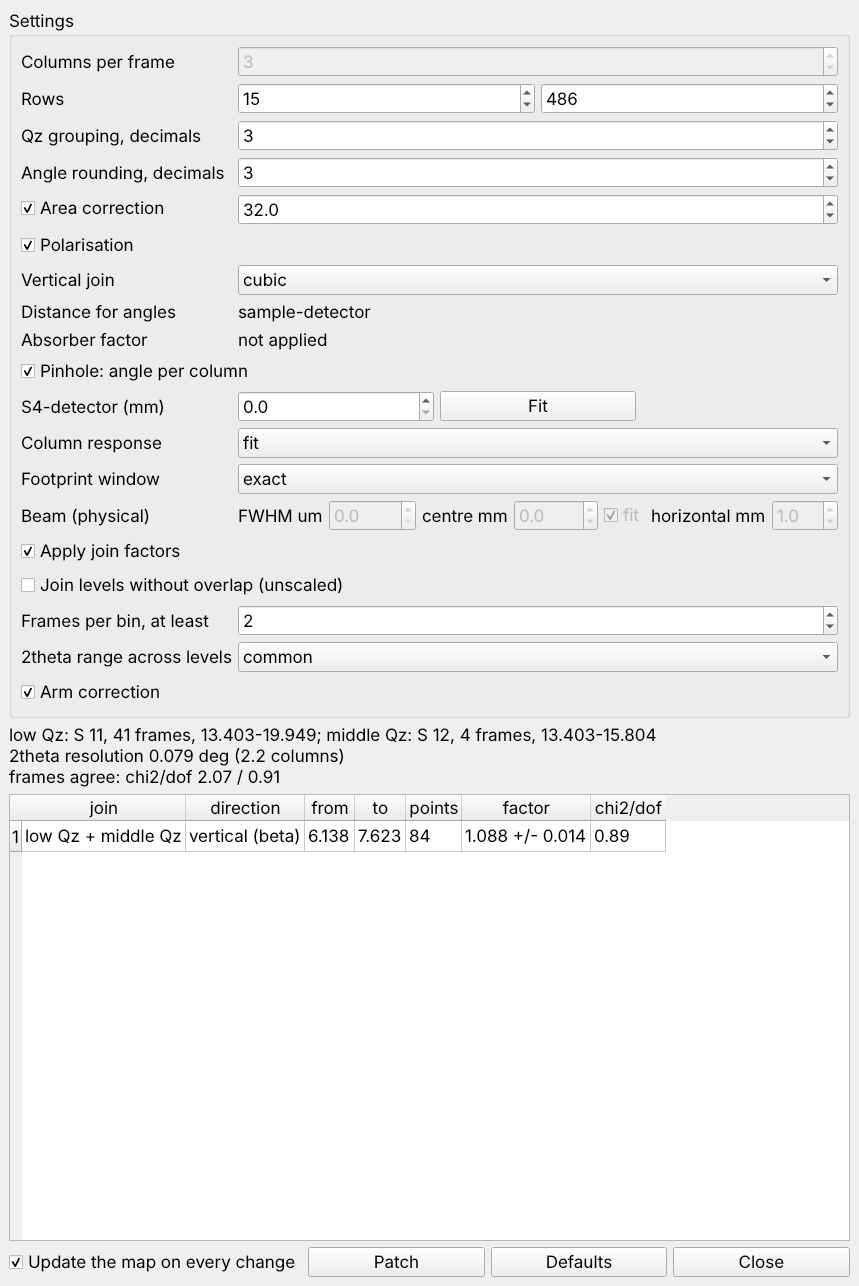 Settings
Columns per frame 3
Rows 15 486
Qz grouping, decimals 3
Angle rounding, decimals 3
Area correction 32.0
Polarisation
Vertical join cubic
Distance for angles sample-detector
Absorber factor not applied
Pinhole: angle per column
S4-detector (mm) 0.0 Fit
Column response fit
Footprint window exact
Beam (physical) FWHM um 0.0 centre mm 0.0 fit horizontal mm 1.0
Apply join factors
Join levels without overlap (unscaled)
Frames per bin, at least 2
2theta range across levels common
Arm correction
low Qz: S 11, 41 frames, 13.403-19.949; middle Qz: S 12, 4 frames, 13.403-15.804
2theta resolution 0.079 deg (2.2 columns)
frames agree: chi2/dof 2.07 / 0.91
join direction from to points factor chi2/dof
1 low Qz + middle Qz vertical (beta) 6.138 7.623 84 1.088 +/- 0.014 0.89
Update the map on every change Patch Defaults Close